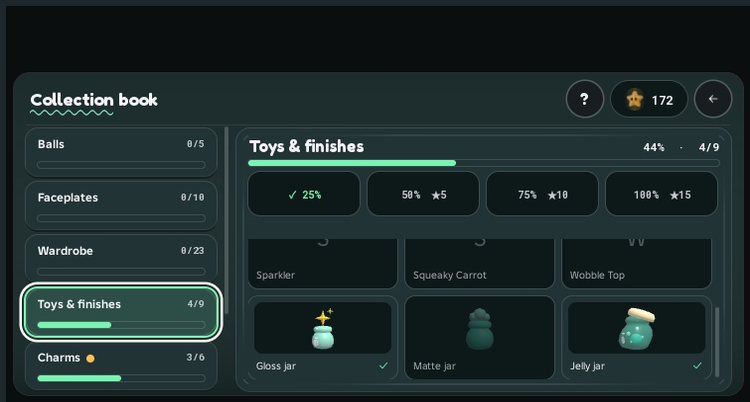 Collection book
?
172
←
Balls 0/5
Faceplates 0/10
Wardrobe 0/23
Toys & finishes 4/9
Charms 3/6
Toys & finishes 44% · 4/9
✓ 25% 50% ★5 75% ★10 100% ★15
Sparkler Squeaky Carrot Wobble Top
Gloss jar ✓ Matte jar Jelly jar ✓